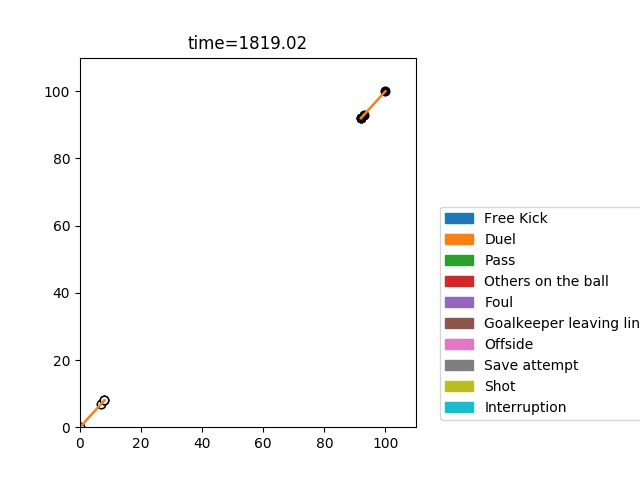 time=1819.02
100
80
60
40
20
0
0 20 40 60 80 100
Free Kick
Duel
Pass
Others on the ball
Foul
Goalkeeper leaving lin
Offside
Save attempt
Shot
Interruption